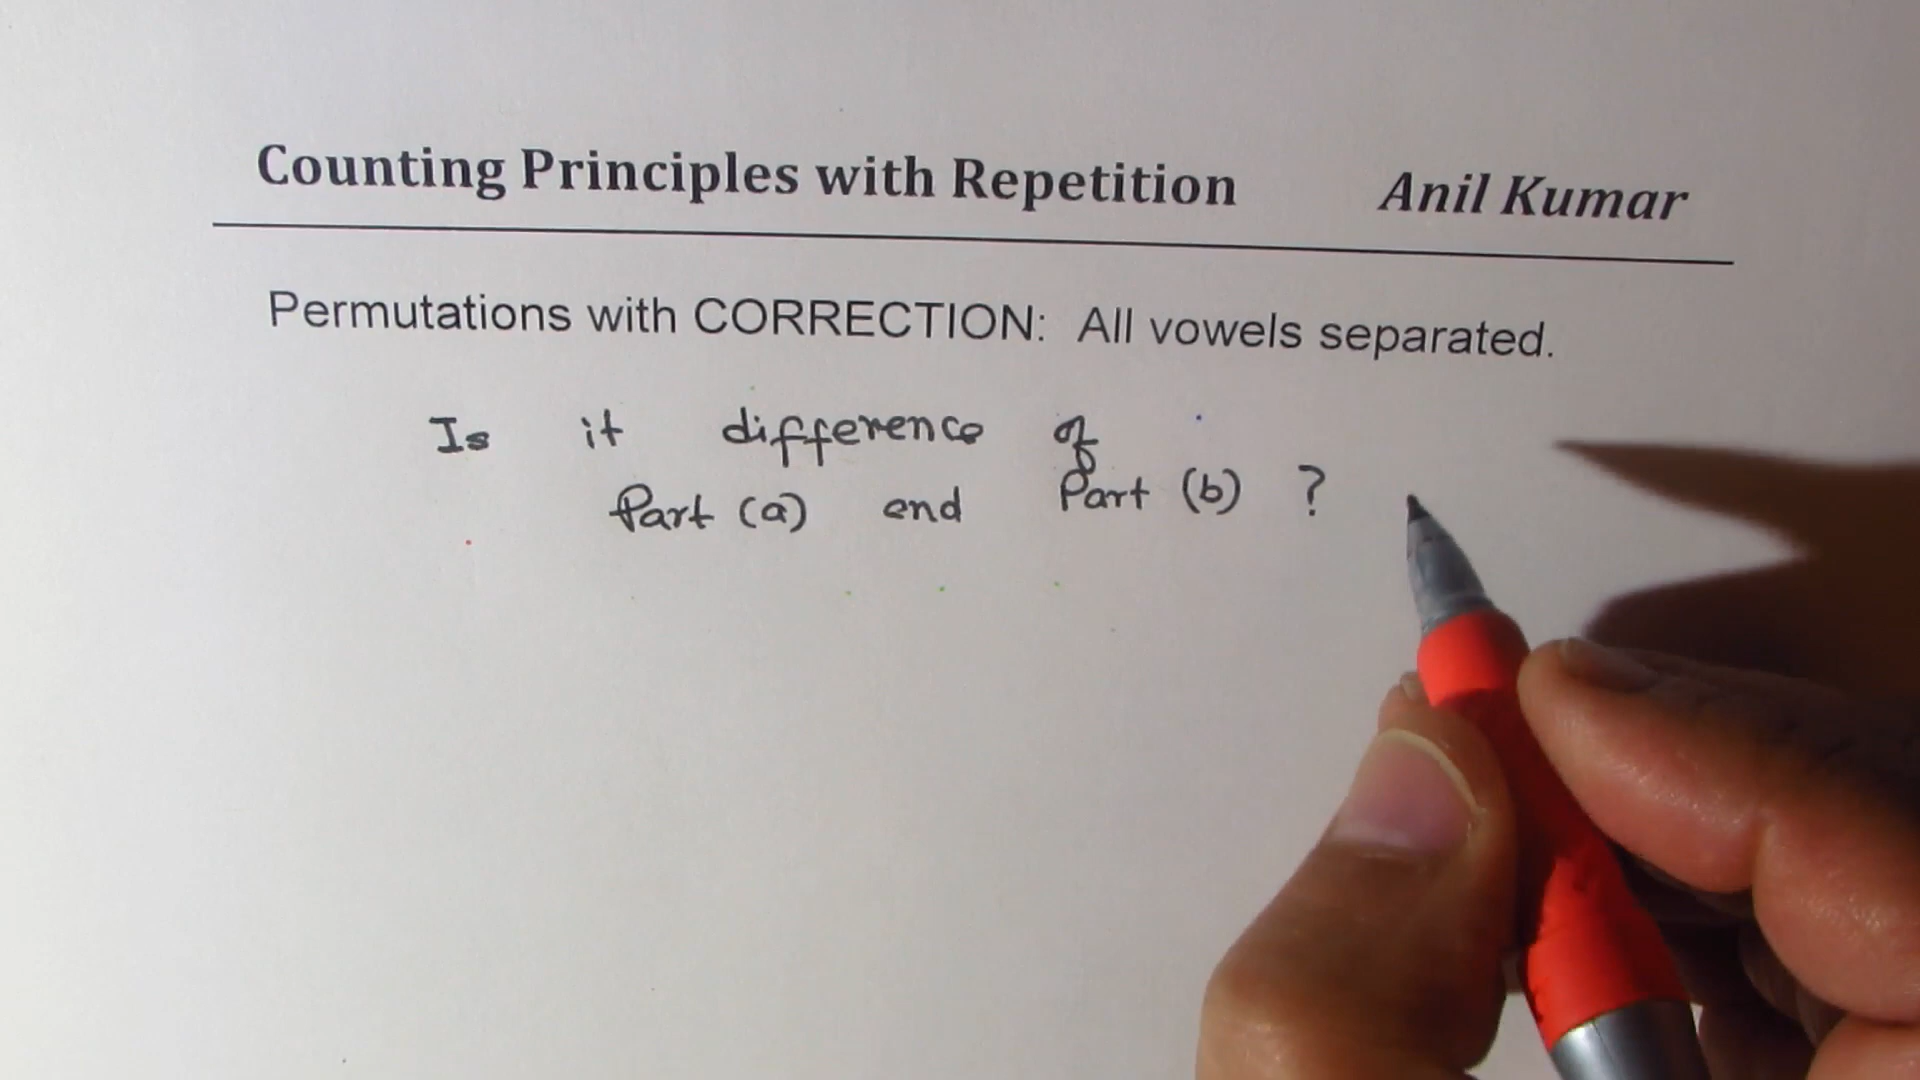 Counting Principles with Repetition Anil Kumar
Permutations with CORRECTION: All vowels separated.
Is it difference of
Part (a) and Part (b) ?